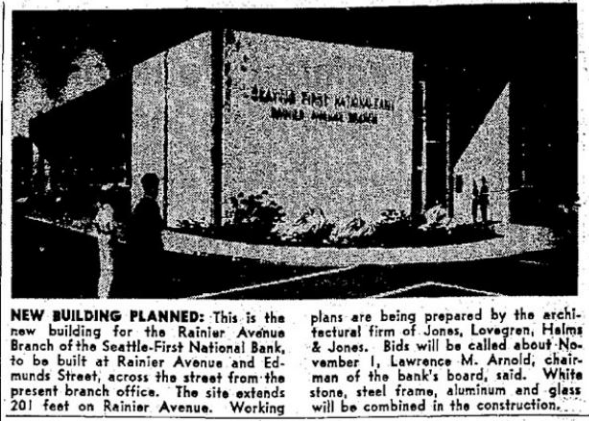 SEATTLE FIRST NATIONAL BANK
RAINIER AVENUE BRANCH
NEW BUILDING PLANNED: This is the
new building for the Rainier Avenue
Branch of the Seattle-First National Bank,
to be built at Rainier Avenue and Ed-
munds Street, across the street from the
present branch office. The site extends
201 feet on Rainier Avenue. Working
plans are being prepared by the archi-
tectural firm of Jones, Lovegren, Helms
& Jones. Bids will be called about No-
vember 1, Lawrence M. Arnold, chair-
man of the bank's board, said. White
stone, steel frame, aluminum and glass
will be combined in the construction.